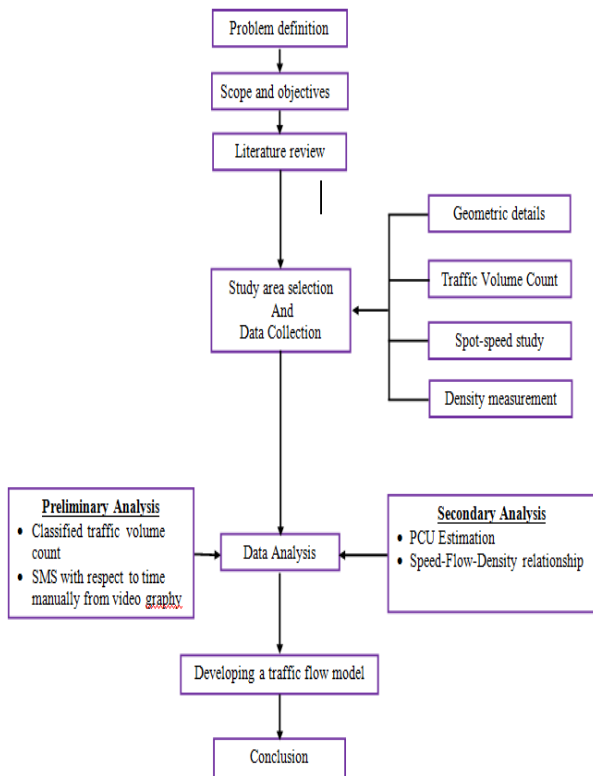 Problem definition
Scope and objectives
Literature review
Geometric details
Traffic Volume Count
Study area selection
And
Data Collection
Spot-speed study
Density measurement
Preliminary Analysis
• Classified traffic volume
count
• SMS with respect to time
manually from video graphy
Data Analysis
Secondary Analysis
• PCU Estimation
• Speed-Flow-Density relationship
Developing a traffic flow model
Conclusion